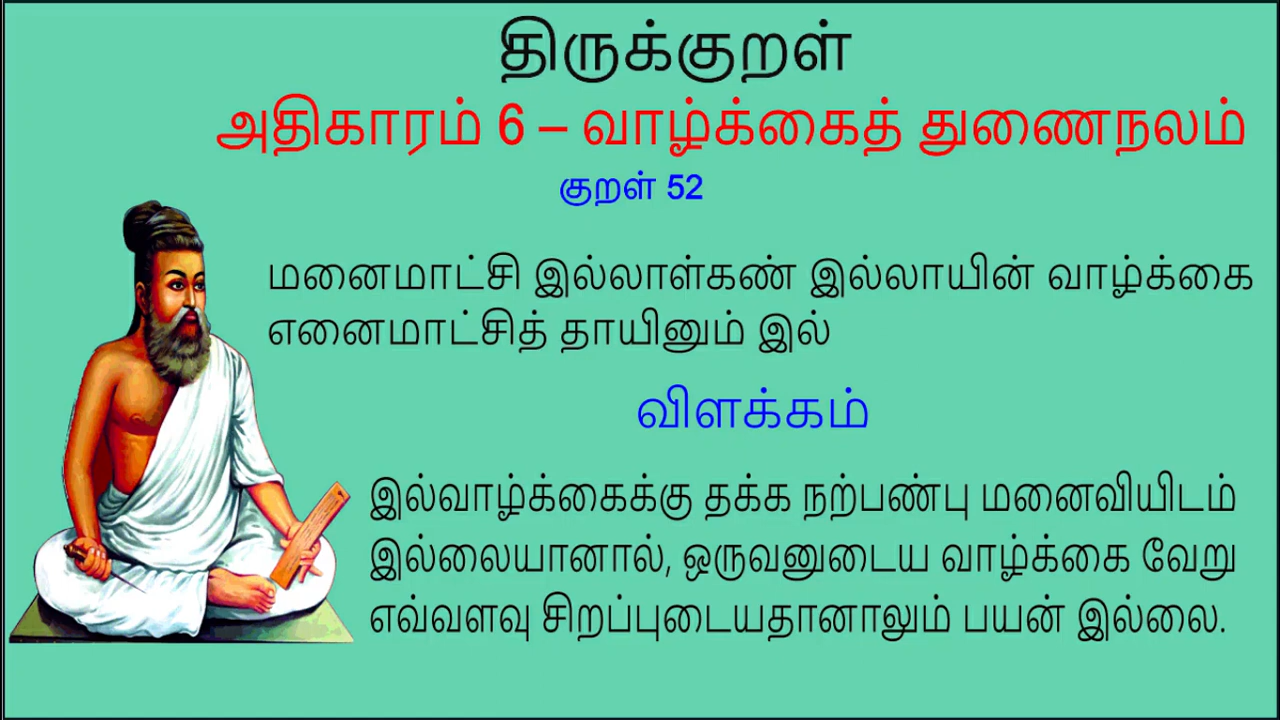 திருக்குறள்
அதிகாரம் 6 – வாழ்க்கைத் துணைநலம்
குறள் 52
மனைமாட்சி இல்லாள்கண் இல்லாயின் வாழ்க்கை
எனைமாட்சித் தாயினும் இல்
விளக்கம்
இல்வாழ்க்கைக்கு தக்க நற்பண்பு மனைவியிடம்
இல்லையானால், ஒருவனுடைய வாழ்க்கை வேறு
எவ்வளவு சிறப்புடையதானாலும் பயன் இல்லை.